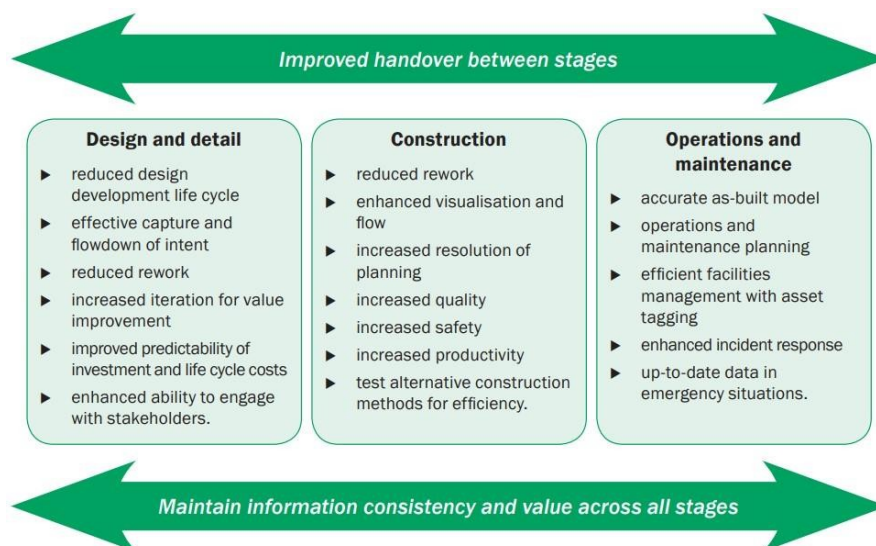 Improved handover between stages
Design and detail
► reduced design
development life cycle
► effective capture and
flowdown of intent
► reduced rework
► increased iteration for value
improvement
► improved predictability of
investment and life cycle costs
► enhanced ability to engage
with stakeholders.
Construction
► reduced rework
► enhanced visualisation and
flow
► increased resolution of
planning
► increased quality
► increased safety
► increased productivity
► test alternative construction
methods for efficiency.
Operations and
maintenance
► accurate as-built model
► operations and
maintenance planning
► efficient facilities
management with asset
tagging
► enhanced incident response
► up-to-date data in
emergency situations.
Maintain information consistency and value across all stages